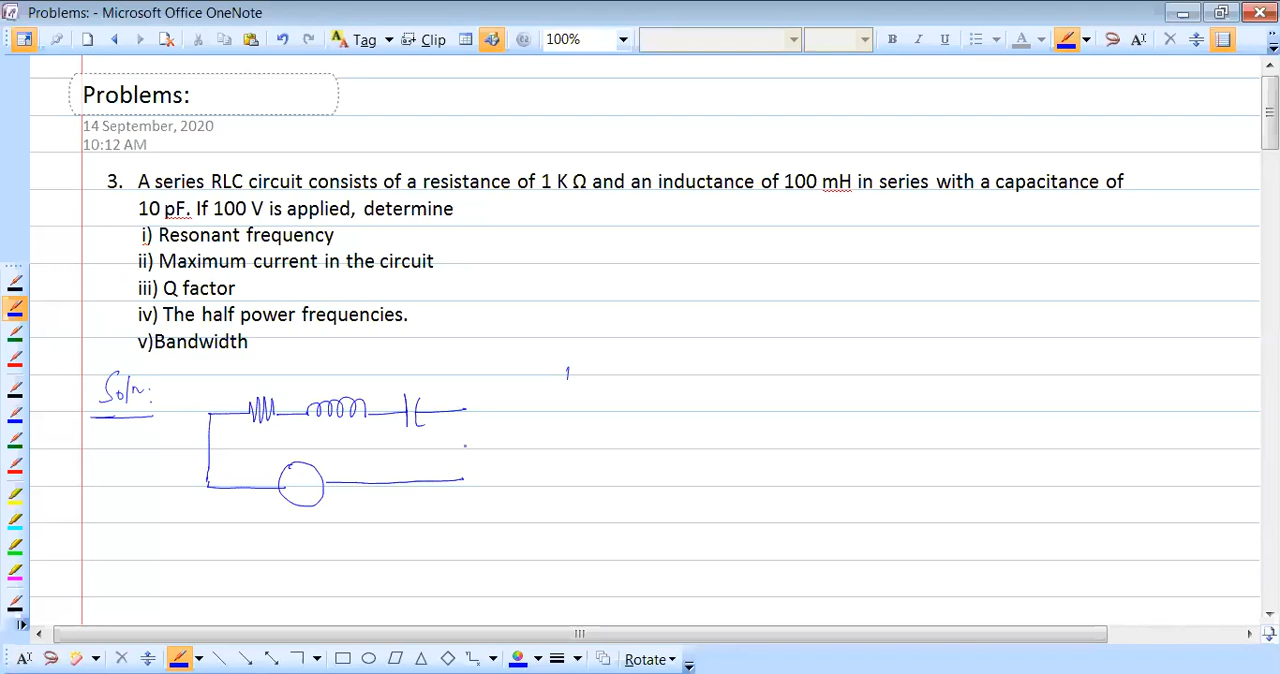 Problems: - Microsoft Office OneNote
Tag Clip 100% B I U A A
Problems:
14 September, 2020
10:12 AM
3. A series RLC circuit consists of a resistance of 1 K Ω and an inductance of 100 mH in series with a capacitance of
10 pF. If 100 V is applied, determine
i) Resonant frequency
ii) Maximum current in the circuit
iii) Q factor
iv) The half power frequencies.
v)Bandwidth
Soln:
A Rotate